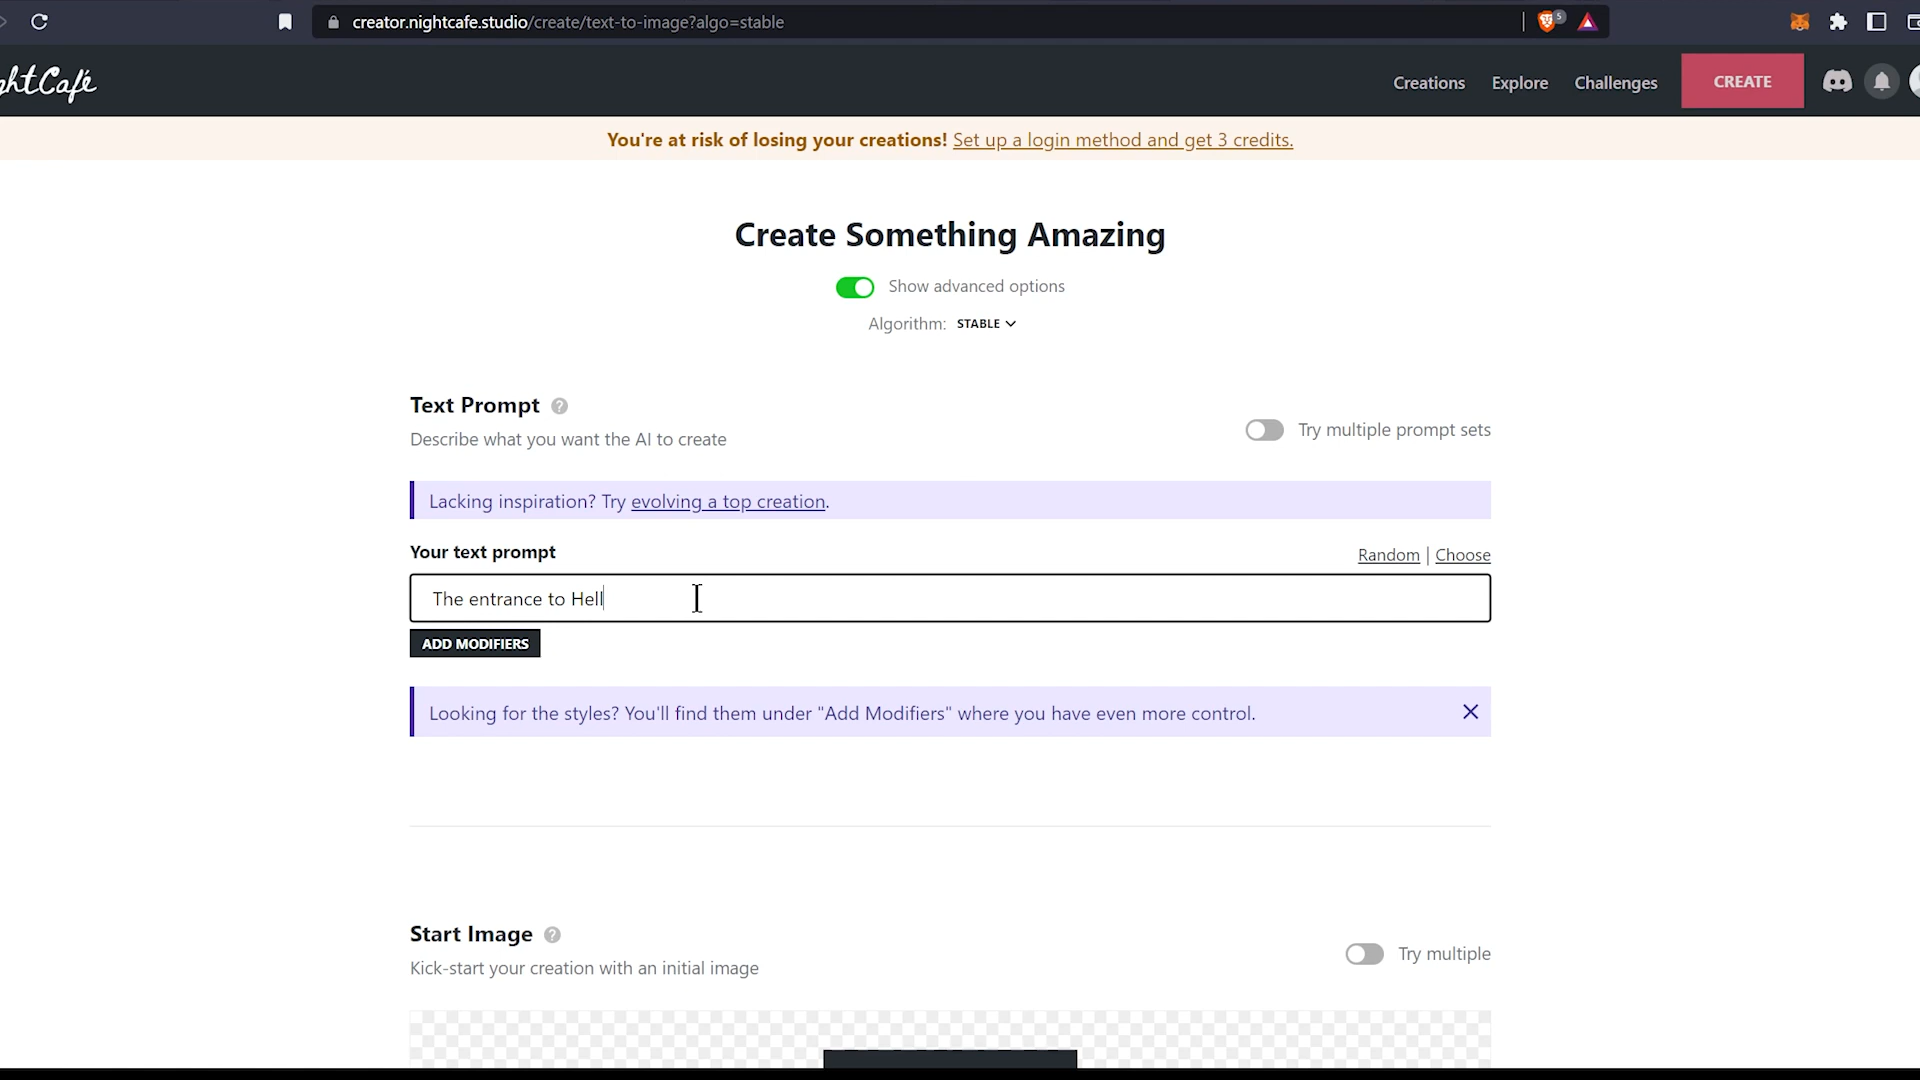 creator.nightcafe.studio/create/text-to-image?algo=stable
5
ghtCafé
Creations
Explore
Challenges
CREATE
You're at risk of losing your creations! Set up a login method and get 3 credits.
Create Something Amazing
Show advanced options
Algorithm: STABLE
Text Prompt ?
Describe what you want the AI to create
Try multiple prompt sets
Lacking inspiration? Try evolving a top creation.
Your text prompt
Random | Choose
The entrance to Hell
ADD MODIFIERS
Looking for the styles? You'll find them under "Add Modifiers" where you have even more control.
Start Image ?
Kick-start your creation with an initial image
Try multiple